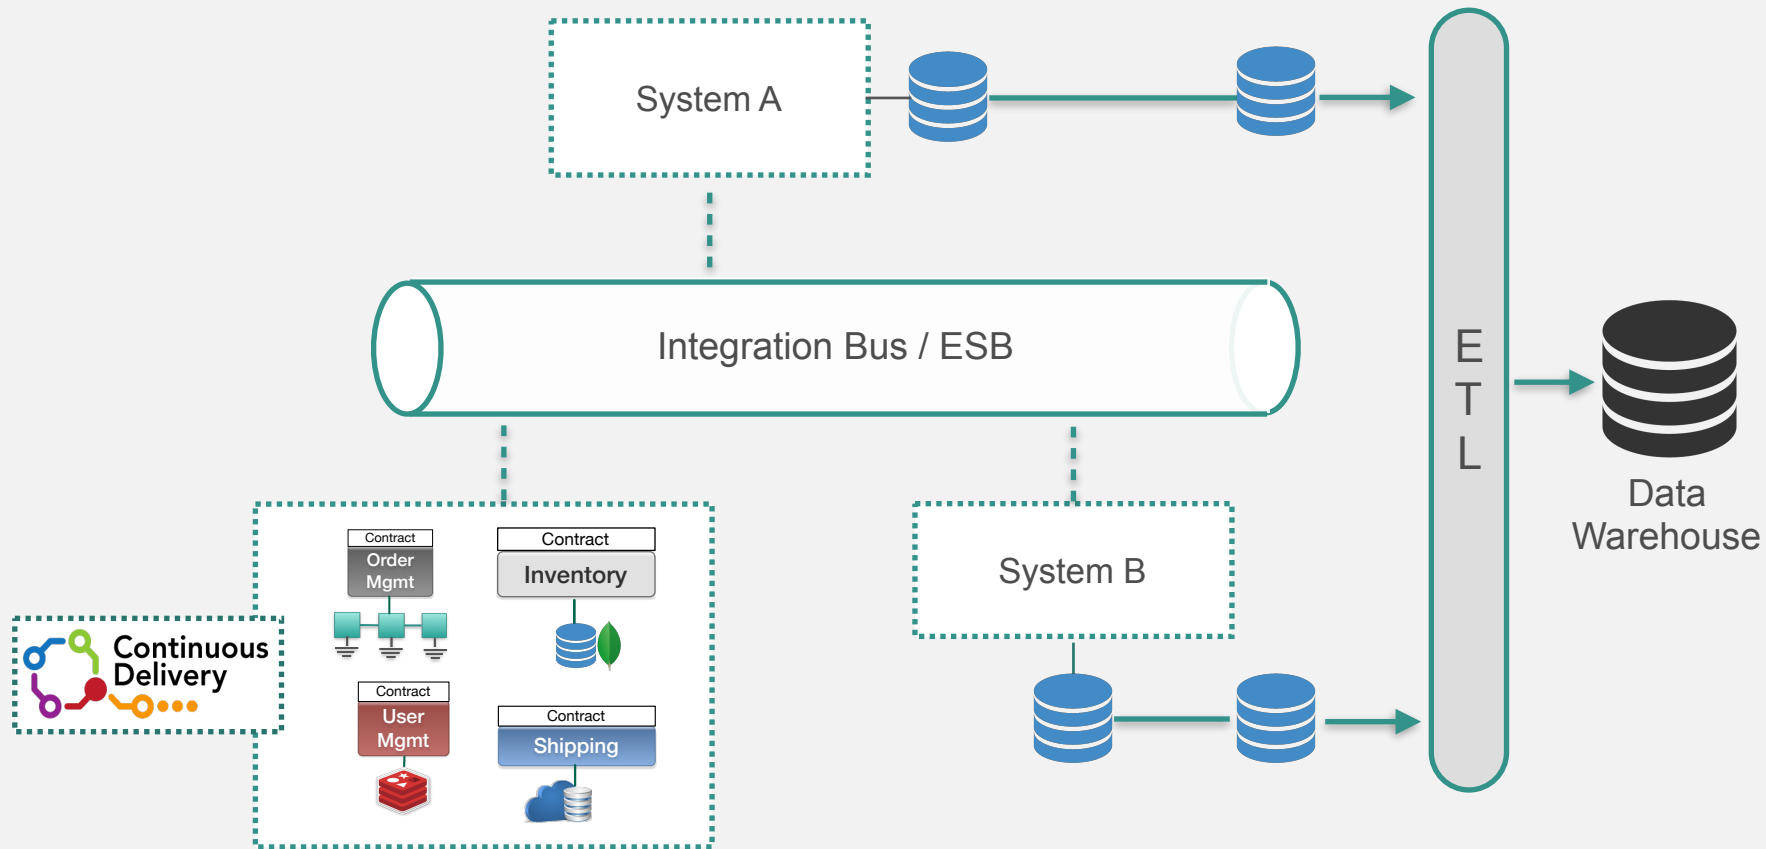 System A
Integration Bus / ESB
E
T
L
Data
Warehouse
Contract
Order
Mgmt
Contract
Inventory
System B
Continuous
Delivery
Contract
User
Mgmt
Contract
Shipping